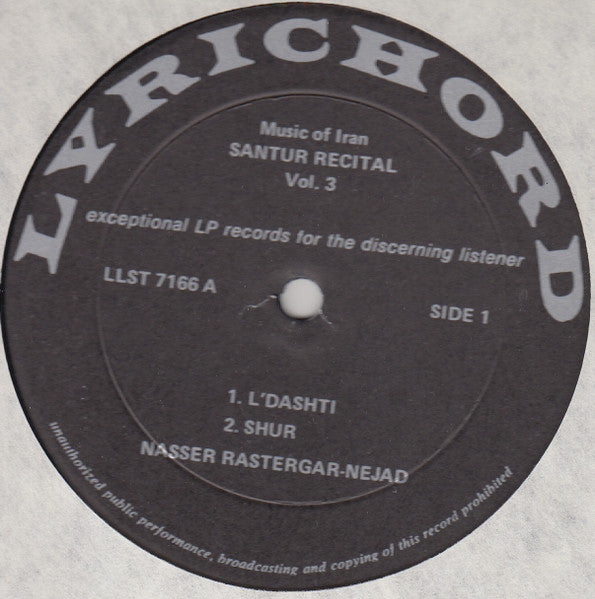 LYRICHORD
Music of Iran
SANTUR RECITAL
Vol. 3
exceptional LP records for the discerning listener
LLST 7166 A
SIDE 1
1. L'DASHTI
2. SHUR
NASSER RASTERGAR-NEJAD
unauthorized public performance, broadcasting and copying of this record prohibited